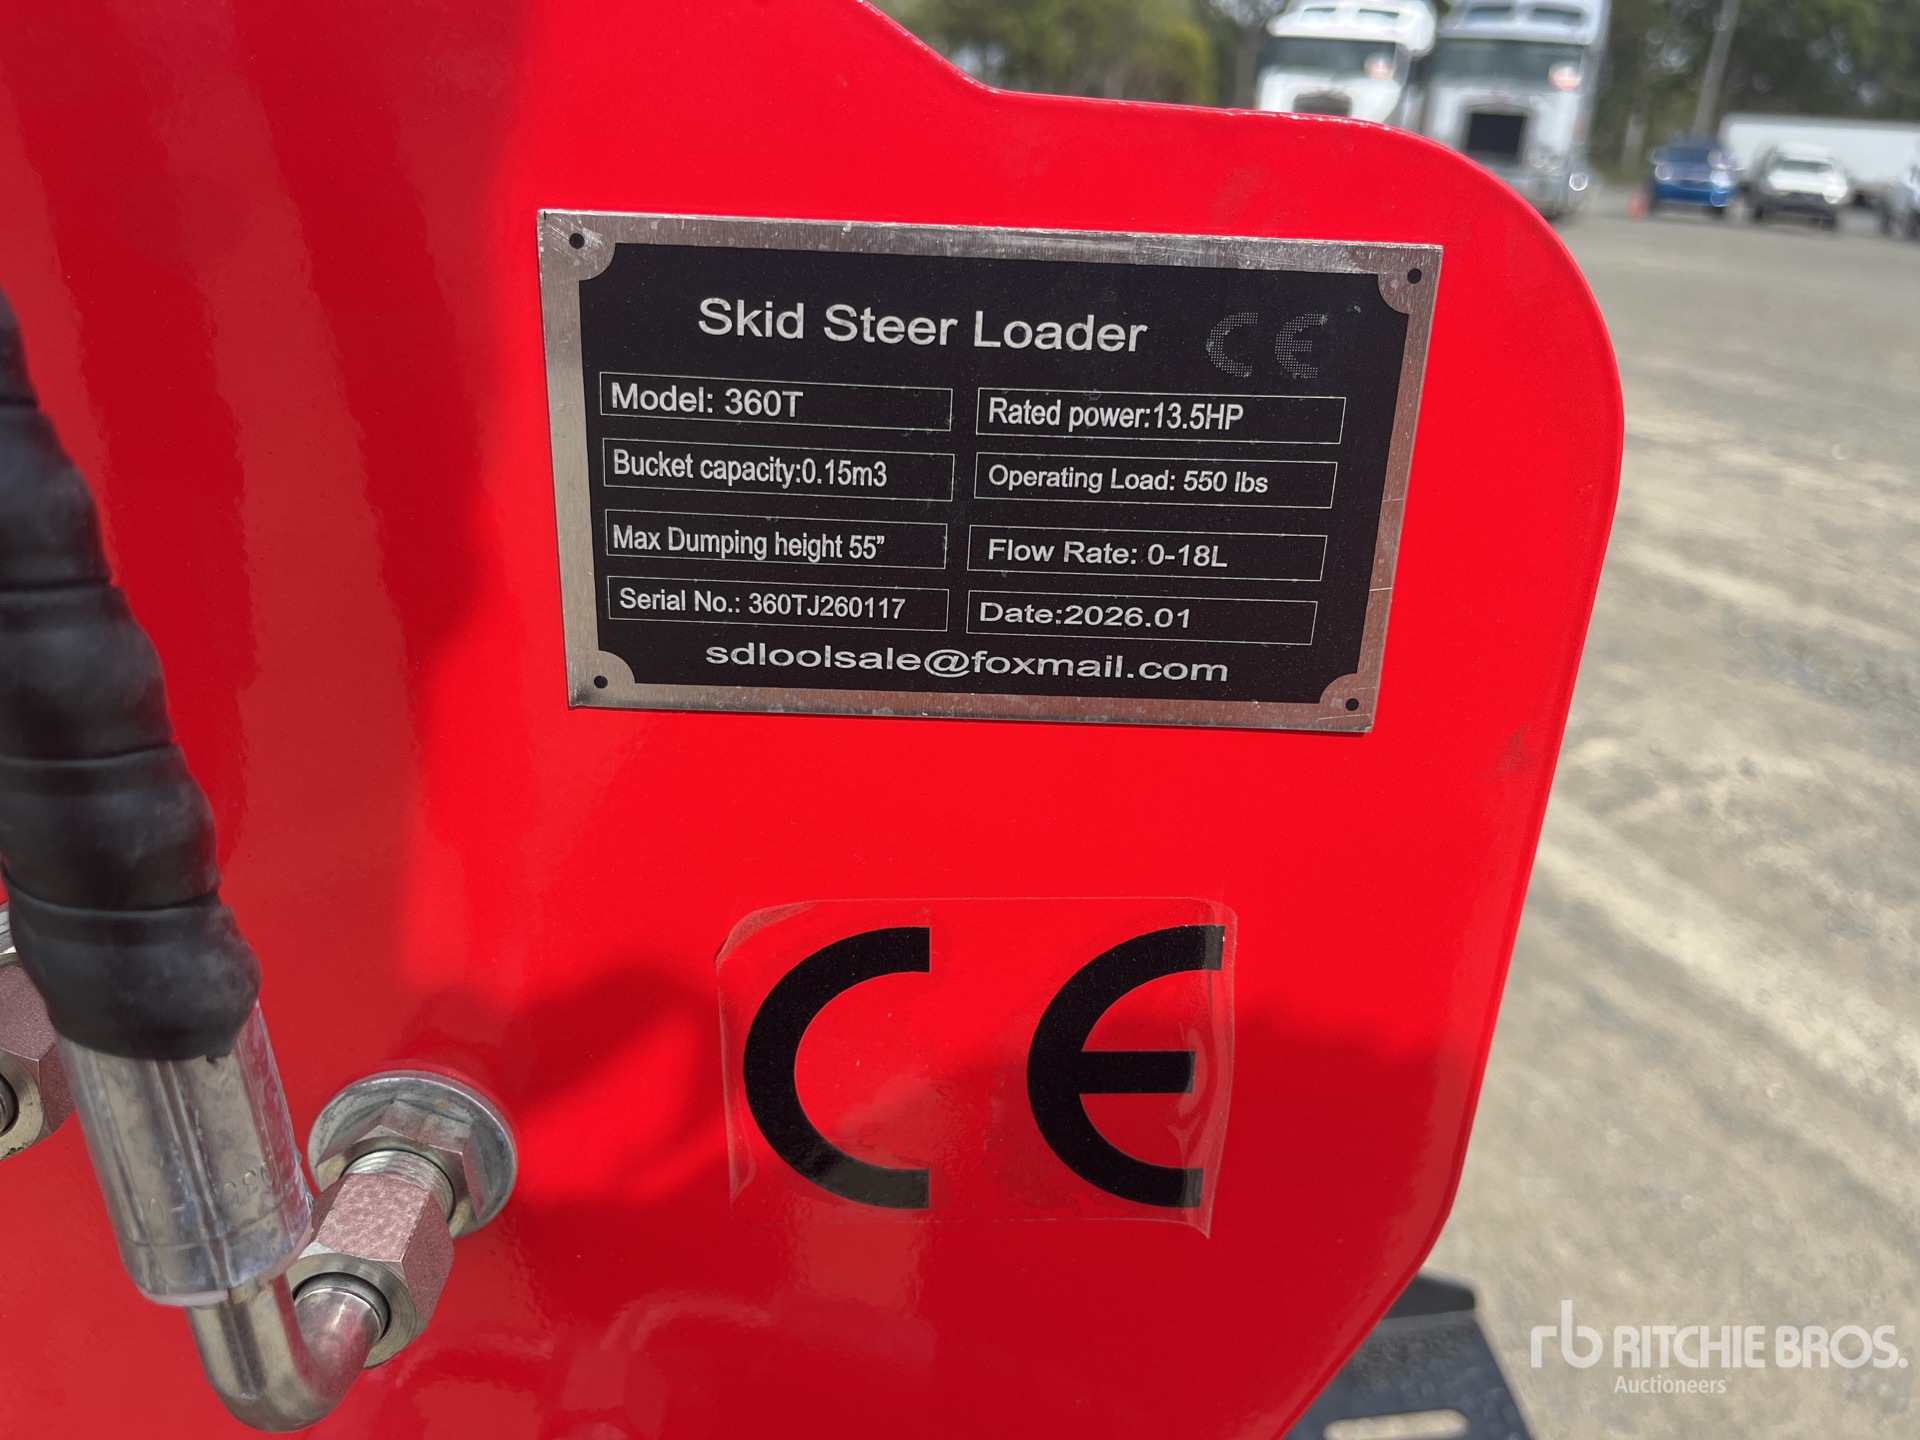 Skid Steer Loader CE
Model: 360T
Rated power:13.5HP
Bucket capacity:0.15m3
Operating Load: 550 lbs
Max Dumping height 55”
Flow Rate: 0-18L
Serial No.: 360TJ260117
Date:2026.01
sdloolsale@foxmail.com
CE
rb RITCHIE BROS.
Auctioneers